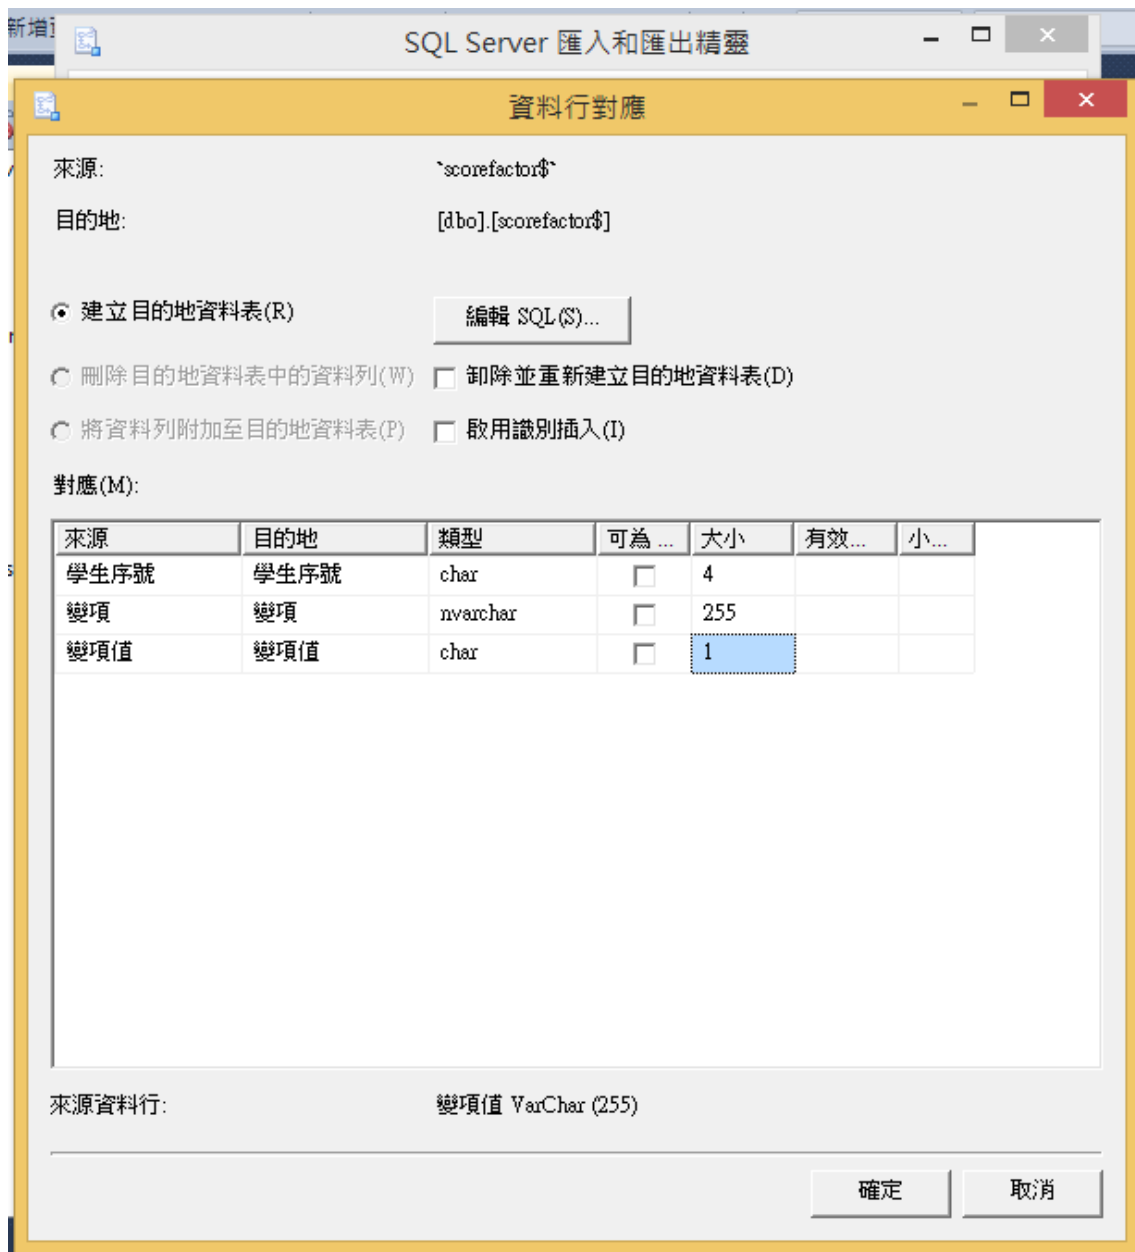 新增
SQL Server 匯入和匯出精靈
資料行對應
來源: `scorefactor$`
目的地: [dbo].[scorefactor$]
建立目的地資料表(R) 編輯 SQL(S)...
刪除目的地資料表中的資料列(W) 卸除並重新建立目的地資料表(D)
將資料列附加至目的地資料表(P) 啟用識別插入(I)
對應(M):
來源 目的地 類型 可為 ... 大小 有效... 小...
學生序號 學生序號 char 4
變項 變項 nvarchar 255
變項值 變項值 char 1
來源資料行: 變項值 VarChar (255)
確定 取消